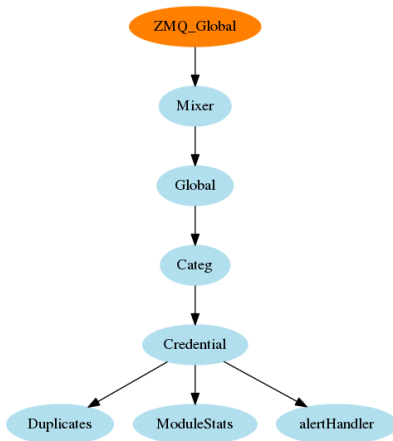 ZMQ_Global
Mixer
Global
Categ
Credential
Duplicates
ModuleStats
alertHandler